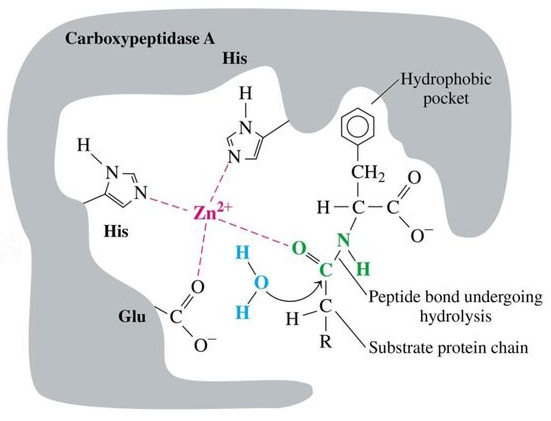 Carboxypeptidase A
His
Hydrophobic
pocket
H
N
N
H
N
N
His
Zn2+
CH2
O
H–C–C
O−
N
H
O
C
H
O
H
Peptide bond undergoing
hydrolysis
O
Glu
C
O−
H
C
R
Substrate protein chain